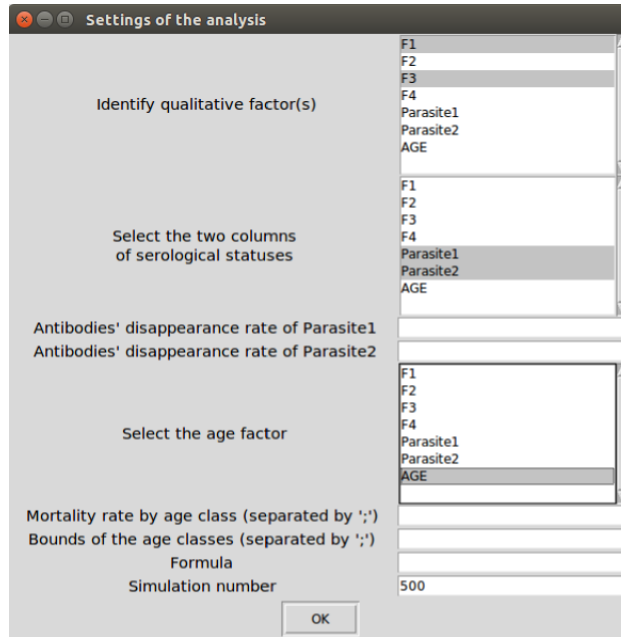 Settings of the analysis
Identify qualitative factor(s)
F1
F2
F3
F4
Parasite1
Parasite2
AGE
Select the two columns
of serological statuses
F1
F2
F3
F4
Parasite1
Parasite2
AGE
Antibodies' disappearance rate of Parasite1
Antibodies' disappearance rate of Parasite2
Select the age factor
F1
F2
F3
F4
Parasite1
Parasite2
AGE
Mortality rate by age class (separated by ';')
Bounds of the age classes (separated by ';')
Formula
Simulation number 500
OK